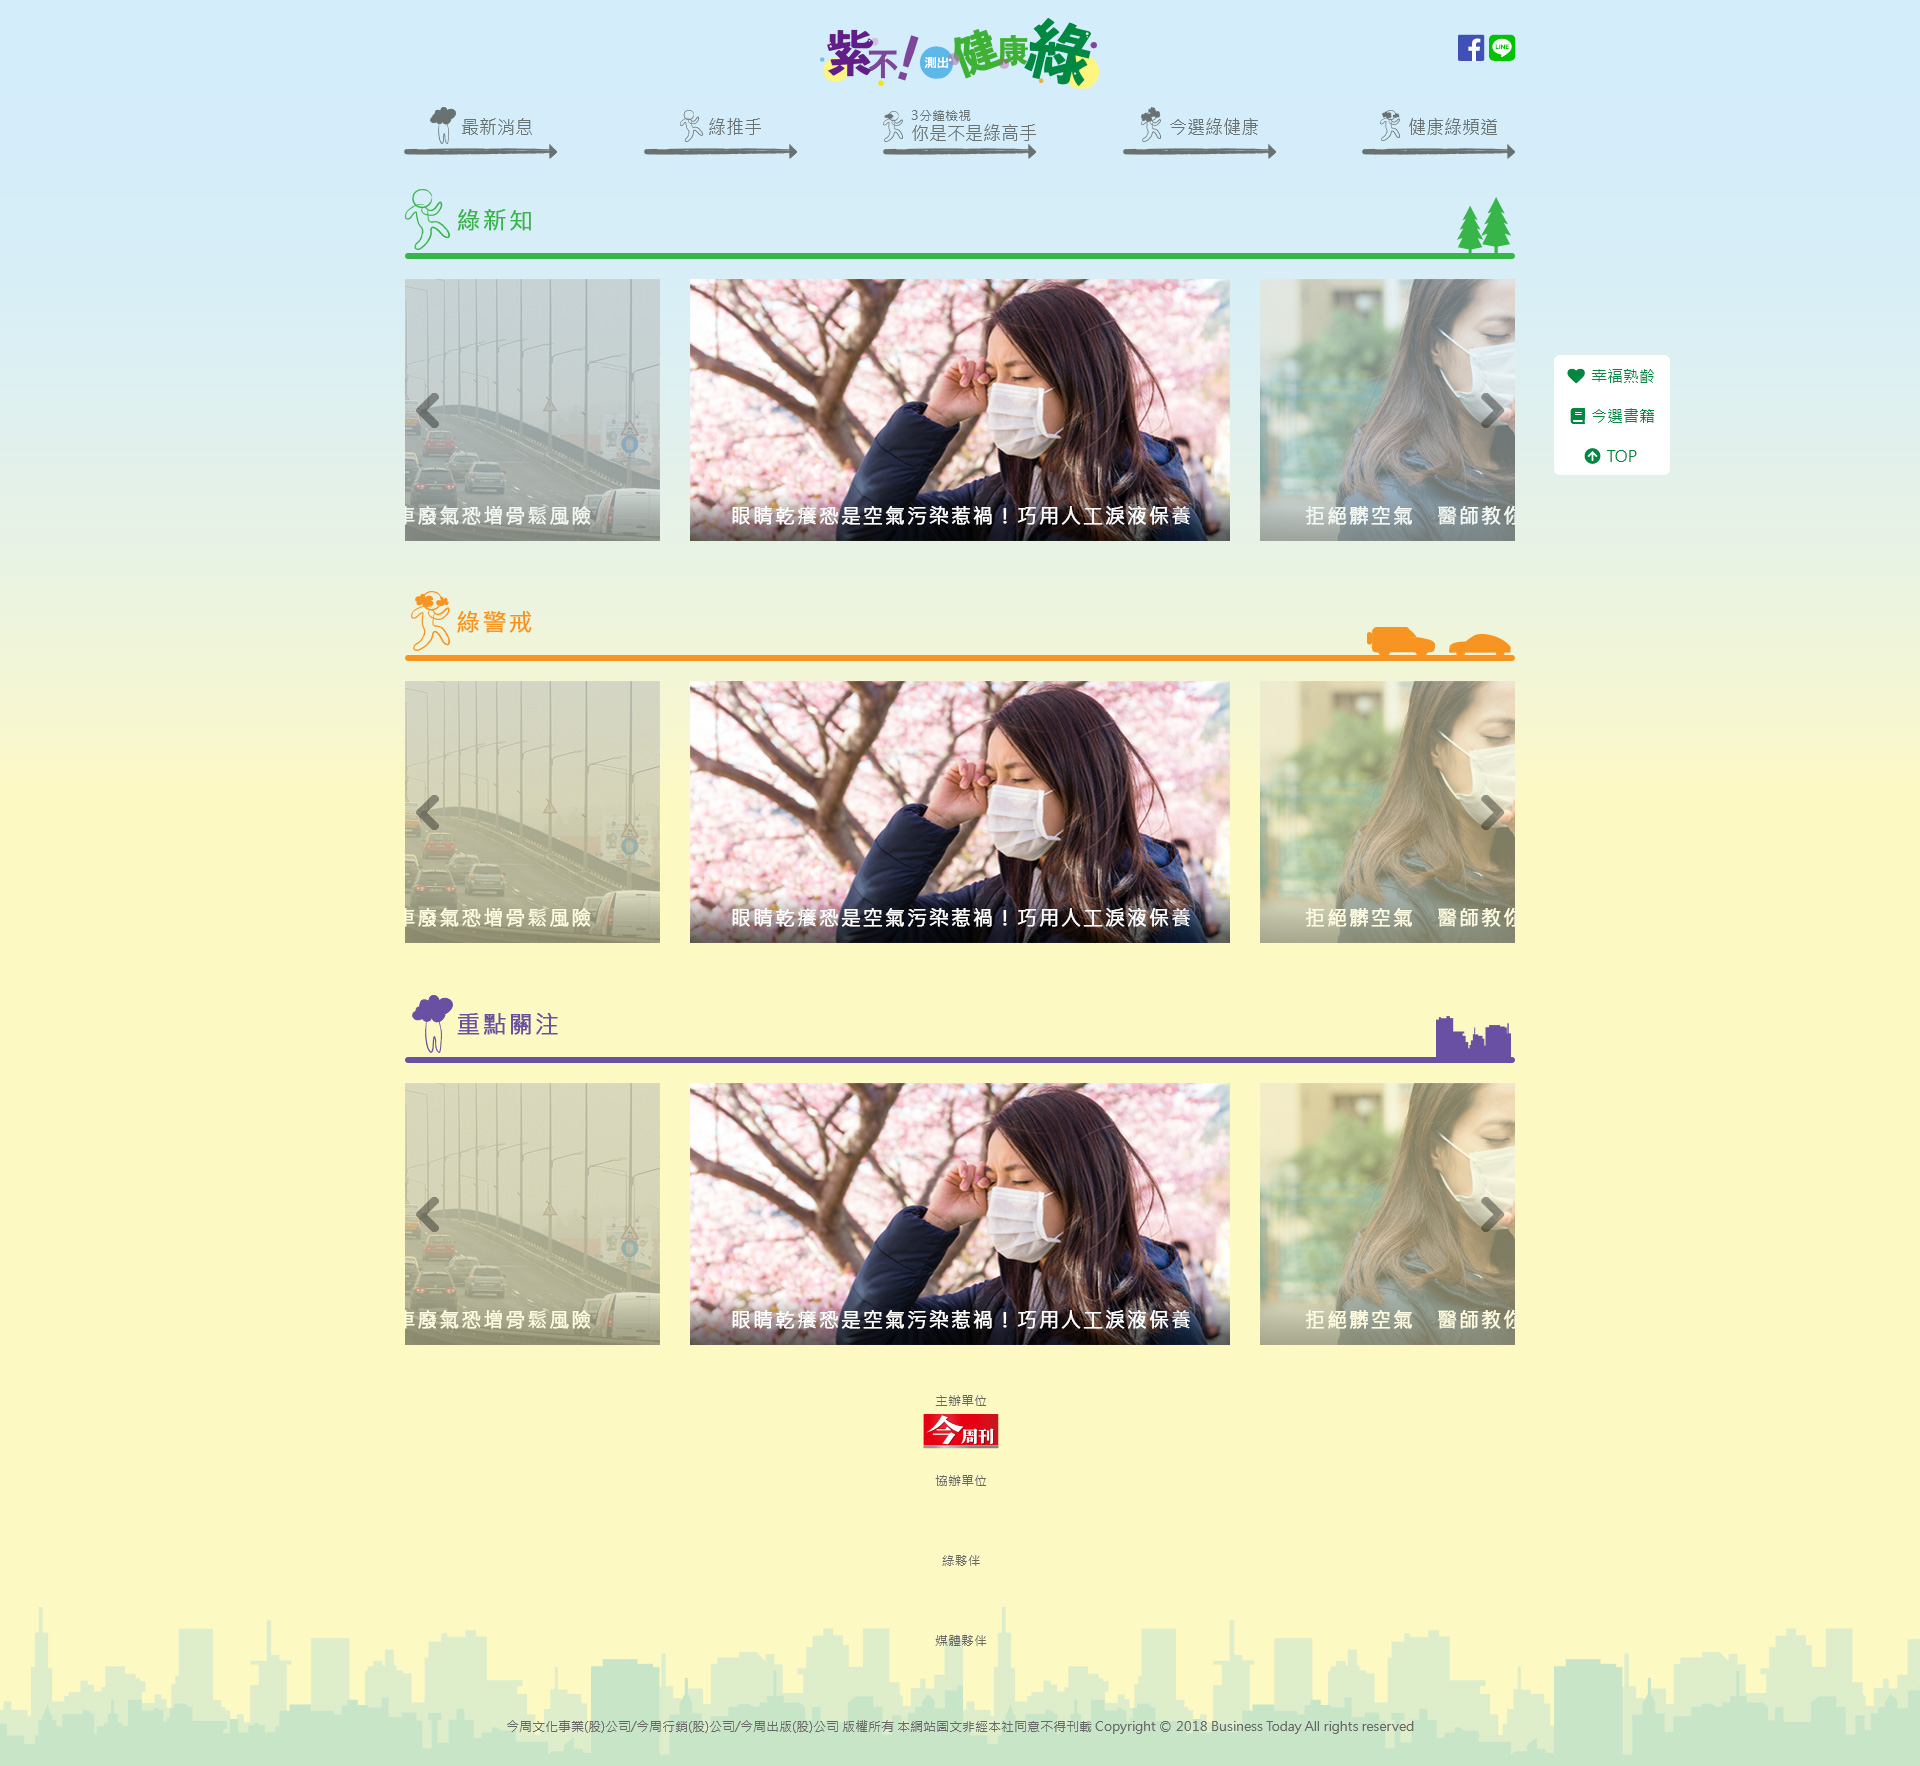 紫不!測出健康綠
LINE
最新消息
綠推手
3分鐘檢視
你是不是綠高手
今選綠健康
健康綠頻道
綠新知
車廢氣恐增骨鬆風險
眼睛乾癢恐是空氣污染惹禍！巧用人工淚液保養
拒絕髒空氣　醫師教你
幸福熟齡
今選書籍
TOP
綠警戒
車廢氣恐增骨鬆風險
眼睛乾癢恐是空氣污染惹禍！巧用人工淚液保養
拒絕髒空氣　醫師教你
重點關注
車廢氣恐增骨鬆風險
眼睛乾癢恐是空氣污染惹禍！巧用人工淚液保養
拒絕髒空氣　醫師教你
主辦單位
今周刊
協辦單位
綠夥伴
媒體夥伴
今周文化事業(股)公司/今周行銷(股)公司/今周出版(股)公司 版權所有 本網站圖文非經本社同意不得刊載 Copyright © 2018 Business Today All rights reserved